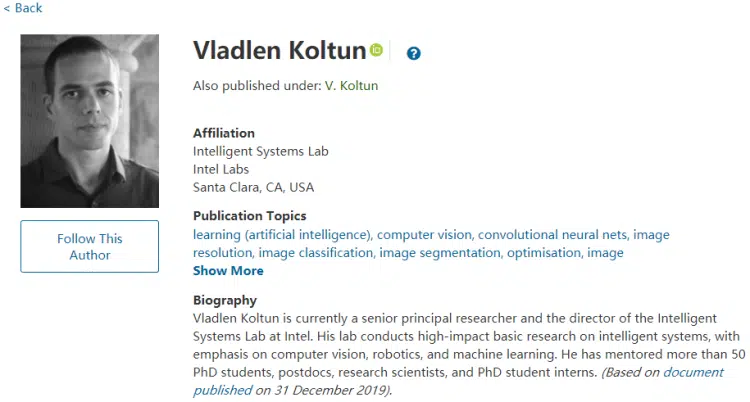 < Back
Vladlen Koltun iD ?
Also published under: V. Koltun
Affiliation
Intelligent Systems Lab
Intel Labs
Santa Clara, CA, USA
Follow This
Author
Publication Topics
learning (artificial intelligence), computer vision, convolutional neural nets, image
resolution, image classification, image segmentation, optimisation, image
Show More
Biography
Vladlen Koltun is currently a senior principal researcher and the director of the Intelligent
Systems Lab at Intel. His lab conducts high-impact basic research on intelligent systems, with
emphasis on computer vision, robotics, and machine learning. He has mentored more than 50
PhD students, postdocs, research scientists, and PhD student interns. (Based on document
published on 31 December 2019).